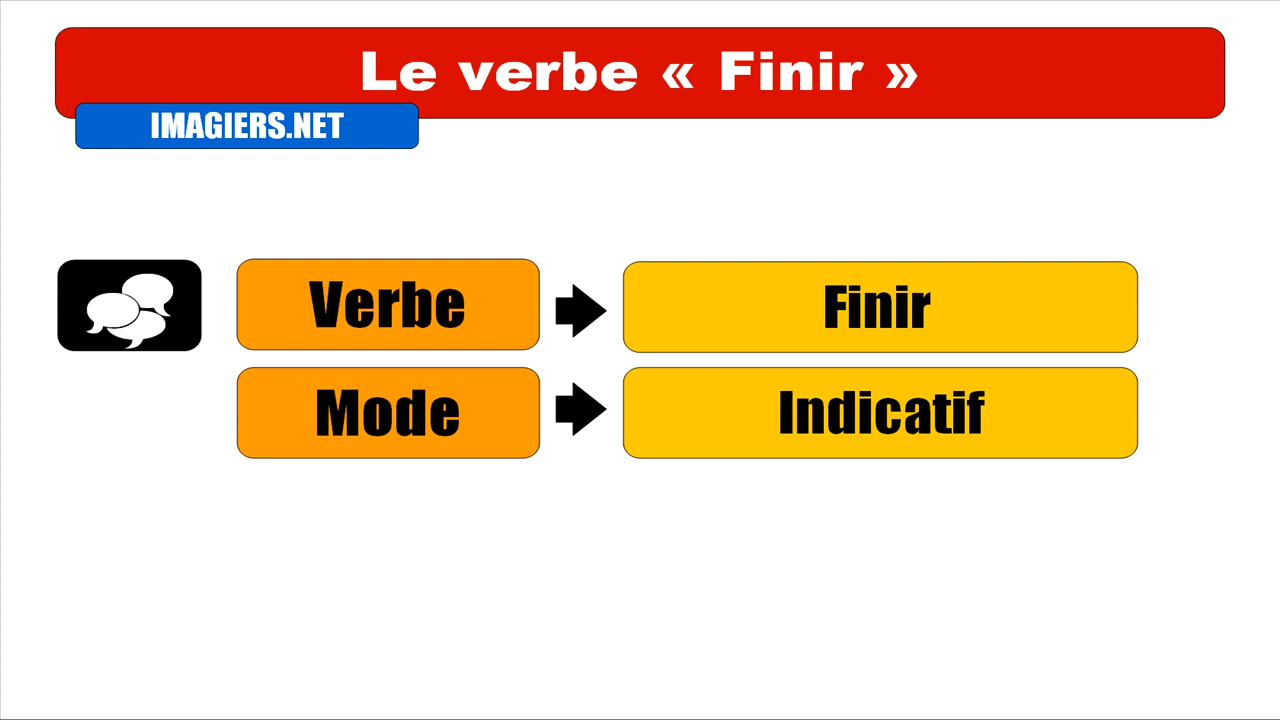 Le verbe « Finir »
IMAGIERS.NET
Verbe Finir
Mode Indicatif